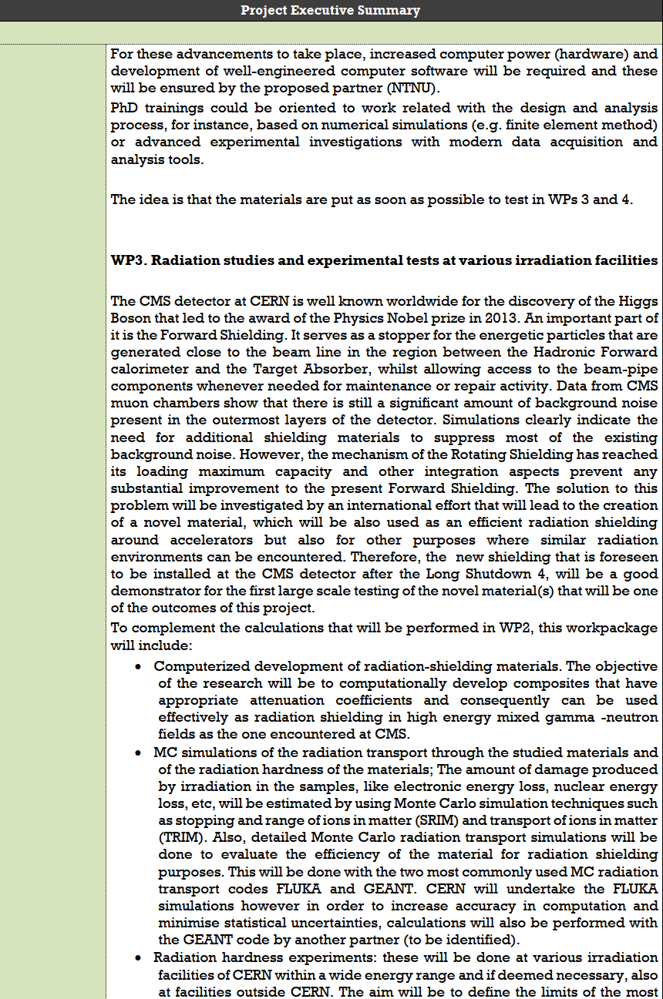 Project Executive Summary
For these advancements to take place, increased computer power (hardware) and
development of well-engineered computer software will be required and these
will be ensured by the proposed partner (NTNU).
PhD trainings could be oriented to work related with the design and analysis
process, for instance, based on numerical simulations (e.g. finite element method)
or advanced experimental investigations with modern data acquisition and
analysis tools.
The idea is that the materials are put as soon as possible to test in WPs 3 and 4.
WP3. Radiation studies and experimental tests at various irradiation facilities
The CMS detector at CERN is well known worldwide for the discovery of the Higgs
Boson that led to the award of the Physics Nobel prize in 2013. An important part of
it is the Forward Shielding. It serves as a stopper for the energetic particles that are
generated close to the beam line in the region between the Hadronic Forward
calorimeter and the Target Absorber, whilst allowing access to the beam-pipe
components whenever needed for maintenance or repair activity. Data from CMS
muon chambers show that there is still a significant amount of background noise
present in the outermost layers of the detector. Simulations clearly indicate the
need for additional shielding materials to suppress most of the existing
background noise. However, the mechanism of the Rotating Shielding has reached
its loading maximum capacity and other integration aspects prevent any
substantial improvement to the present Forward Shielding. The solution to this
problem will be investigated by an international effort that will lead to the creation
of a novel material, which will be also used as an efficient radiation shielding
around accelerators but also for other purposes where similar radiation
environments can be encountered. Therefore, the new shielding that is foreseen
to be installed at the CMS detector after the Long Shutdown 4, will be a good
demonstrator for the first large scale testing of the novel material(s) that will be one
of the outcomes of this project.
To complement the calculations that will be performed in WP2, this workpackage
will include:
• Computerized development of radiation-shielding materials. The objective
of the research will be to computationally develop composites that have
appropriate attenuation coefficients and consequently can be used
effectively as radiation shielding in high energy mixed gamma -neutron
fields as the one encountered at CMS.
• MC simulations of the radiation transport through the studied materials and
of the radiation hardness of the materials; The amount of damage produced
by irradiation in the samples, like electronic energy loss, nuclear energy
loss, etc, will be estimated by using Monte Carlo simulation techniques such
as stopping and range of ions in matter (SRIM) and transport of ions in matter
(TRIM). Also, detailed Monte Carlo radiation transport simulations will be
done to evaluate the efficiency of the material for radiation shielding
purposes. This will be done with the two most commonly used MC radiation
transport codes FLUKA and GEANT. CERN will undertake the FLUKA
simulations however in order to increase accuracy in computation and
minimise statistical uncertainties, calculations will also be performed with
the GEANT code by another partner (to be identified).
• Radiation hardness experiments: these will be done at various irradiation
facilities of CERN within a wide energy range and if deemed necessary, also
at facilities outside CERN. The aim will be to define the limits of the most